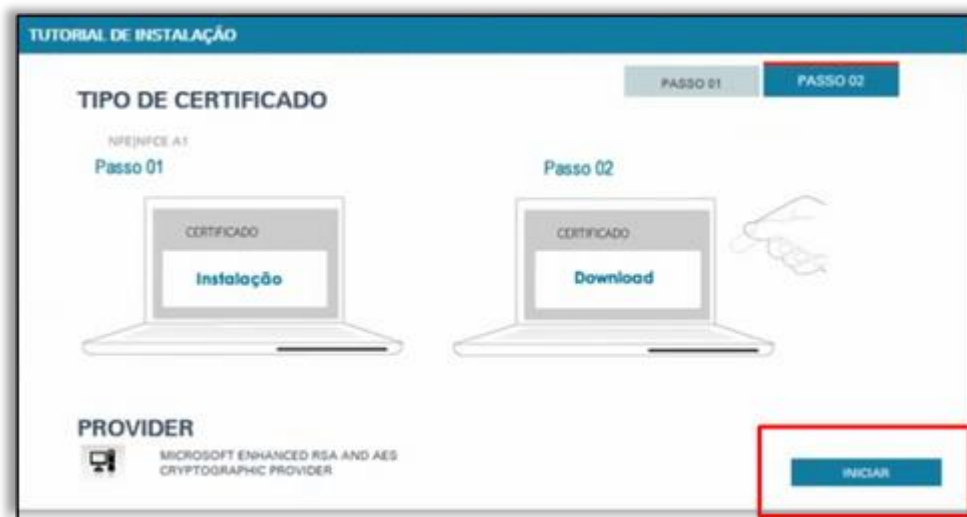 TUTORIAL DE INSTALAÇÃO
PASSO 01
PASSO 02
TIPO DE CERTIFICADO
NFE|NFCE A1
Passo 01
Passo 02
CERTIFICADO
Instalação
CERTIFICADO
Download
PROVIDER
MICROSOFT ENHANCED RSA AND AES
CRYPTOGRAPHIC PROVIDER
INICIAR